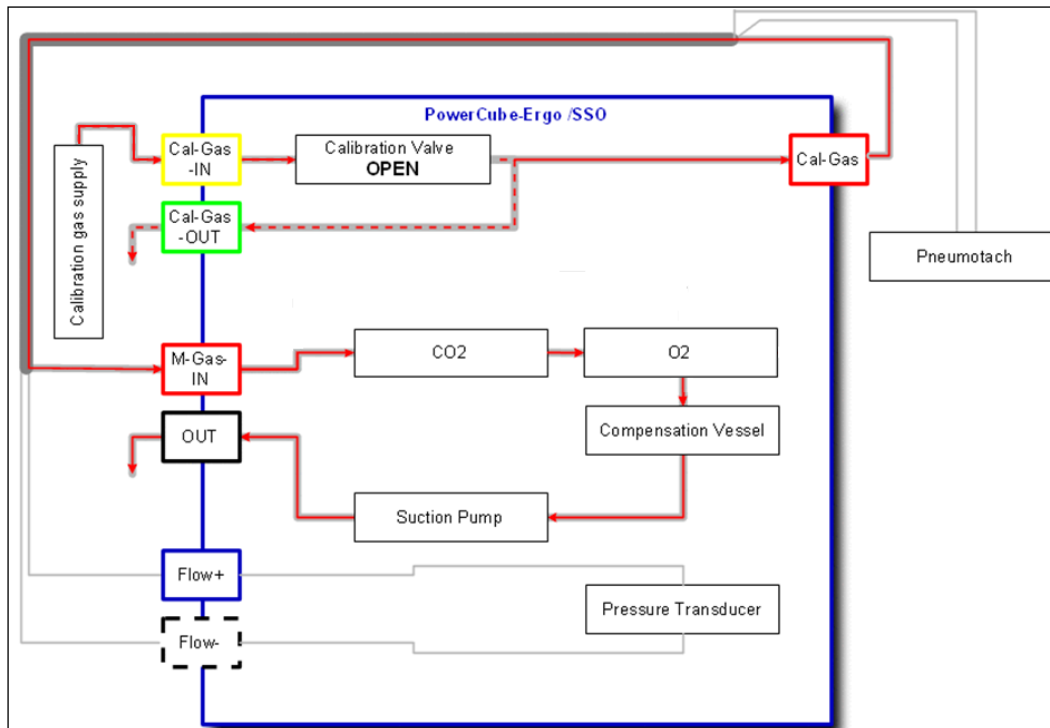 PowerCube-Ergo /SSO
Calibration gas supply
Cal-Gas
-IN
Calibration Valve
OPEN
Cal-Gas
Cal-Gas
-OUT
Pneumotach
M-Gas-
IN
CO2
O2
OUT
Compensation Vessel
Suction Pump
Flow+
Pressure Transducer
Flow-